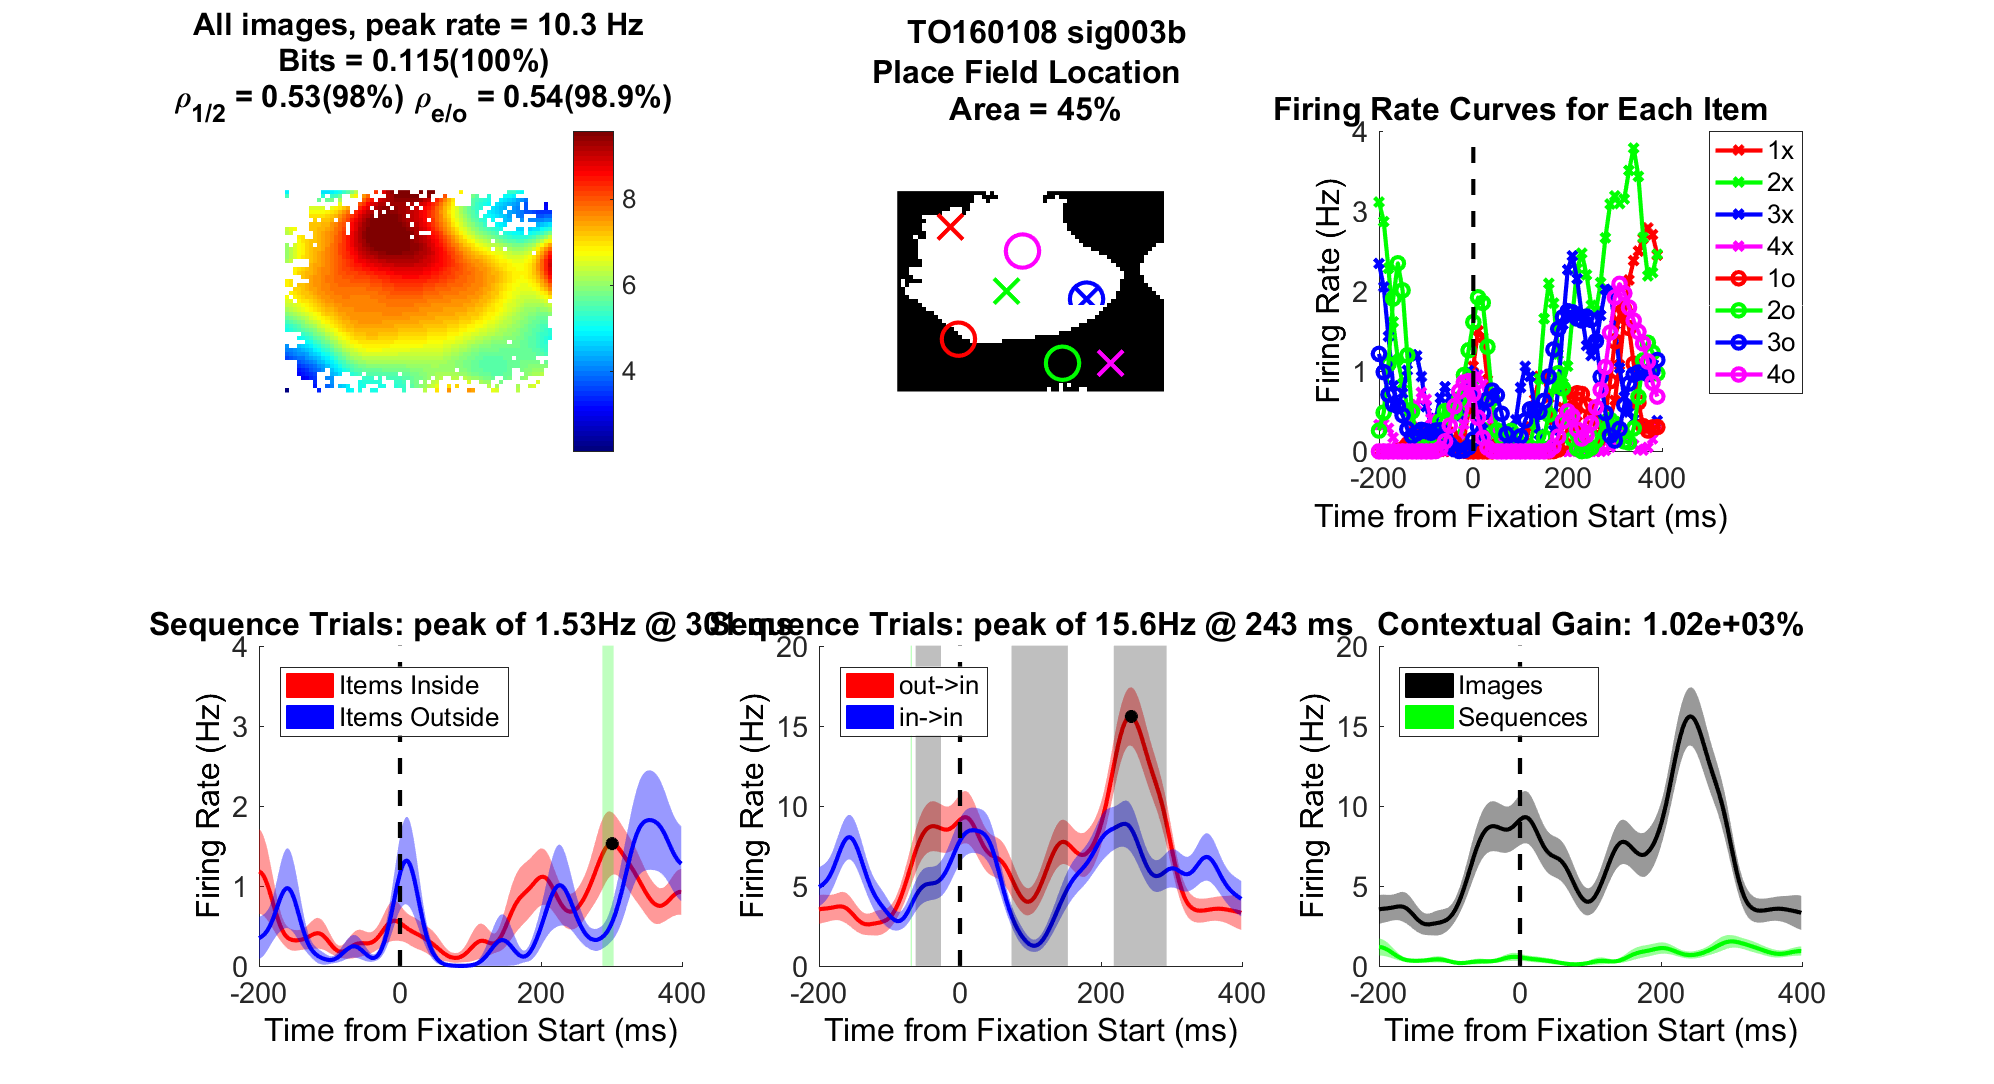 All images, peak rate = 10.3 Hz
Bits = 0.115(100%)
ρ1/2 = 0.53(98%) ρe/o = 0.54(98.9%)
8
6
4
TO160108 sig003b
Place Field Location
Area = 45%
Firing Rate Curves for Each Item
Firing Rate (Hz)
4
3
2
1
0
-200 0 200 400
Time from Fixation Start (ms)
1x
2x
3x
4x
1o
2o
3o
4o
Sequence Trials: peak of 1.53Hz @ 301 ms
Firing Rate (Hz)
4
3
2
1
0
Items Inside
Items Outside
-200 0 200 400
Time from Fixation Start (ms)
Sequence Trials: peak of 15.6Hz @ 243 ms
Firing Rate (Hz)
20
15
10
5
0
out->in
in->in
-200 0 200 400
Time from Fixation Start (ms)
Contextual Gain: 1.02e+03%
Firing Rate (Hz)
20
15
10
5
0
Images
Sequences
-200 0 200 400
Time from Fixation Start (ms)